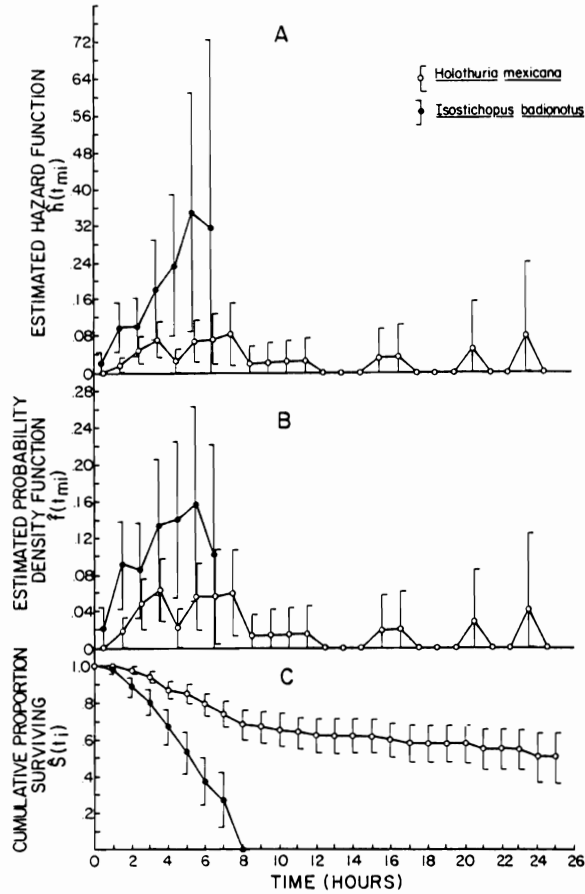 A
ESTIMATED HAZARD FUNCTION
ĥ(tmi)
.72
.64
.56
.48
.40
.32
.24
.16
.08
0
Holothuria mexicana
Isostichopus badionotus
B
ESTIMATED PROBABILITY
DENSITY FUNCTION
f̂(tmi)
.28
.24
.20
.16
.12
.08
.04
0
C
CUMULATIVE PROPORTION
SURVIVING
Ŝ(ti)
1.0
.8
.6
.4
.2
0 2 4 6 8 10 12 14 16 18 20 22 24 26
TIME (HOURS)